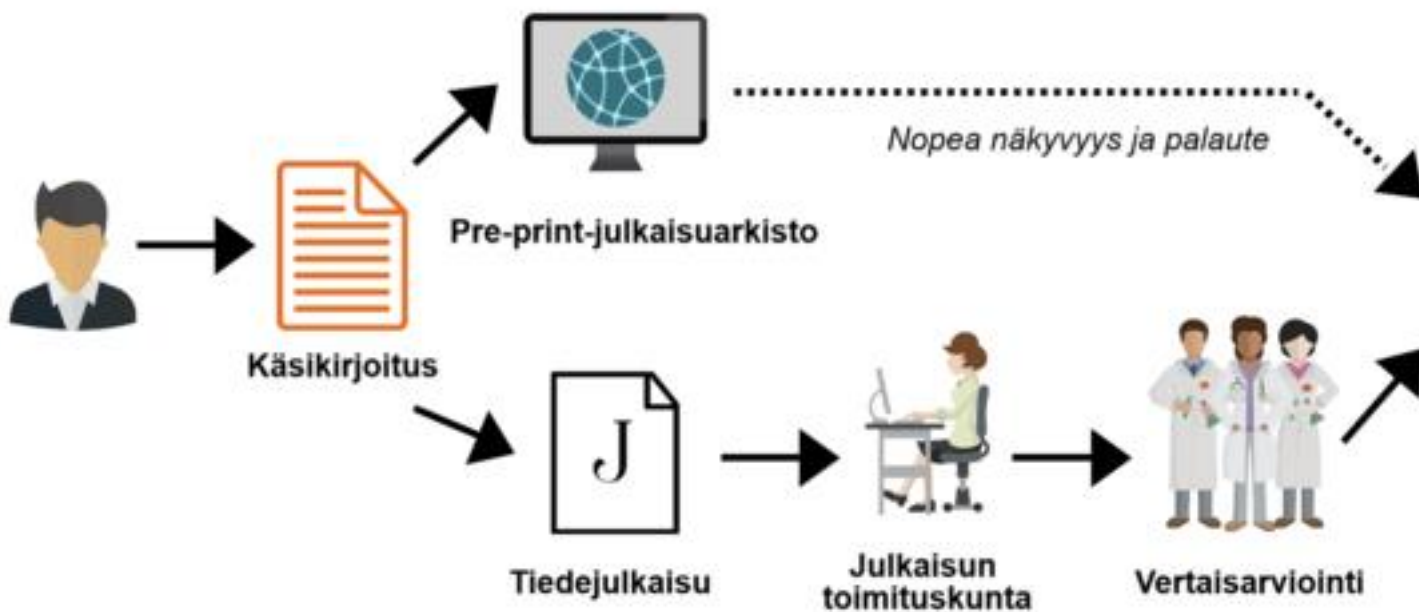 Nopea näkyvyys ja palaute
Pre-print-julkaisuarkisto
Käsikirjoitus
J
Tiedejulkaisu
Julkaisun
toimituskunta
Vertaisarviointi